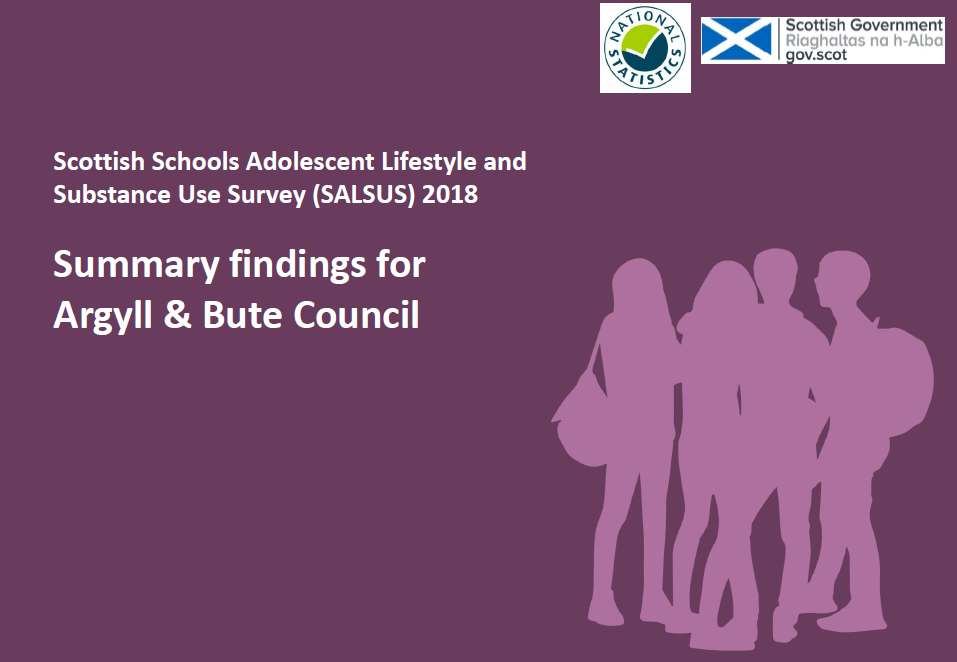 NATIONAL STATISTICS
Scottish Government
Riaghaltas na h-Alba
gov.scot
Scottish Schools Adolescent Lifestyle and
Substance Use Survey (SALSUS) 2018
Summary findings for
Argyll & Bute Council